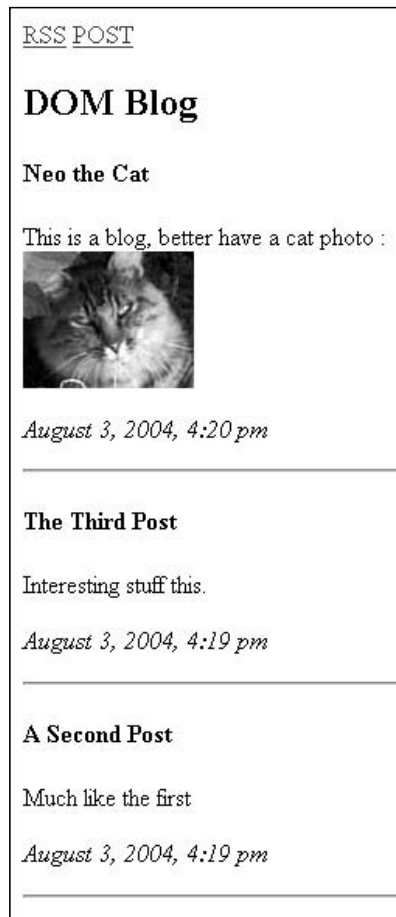 RSS POST
DOM Blog
Neo the Cat
This is a blog, better have a cat photo :
August 3, 2004, 4:20 pm
The Third Post
Interesting stuff this.
August 3, 2004, 4:19 pm
A Second Post
Much like the first
August 3, 2004, 4:19 pm